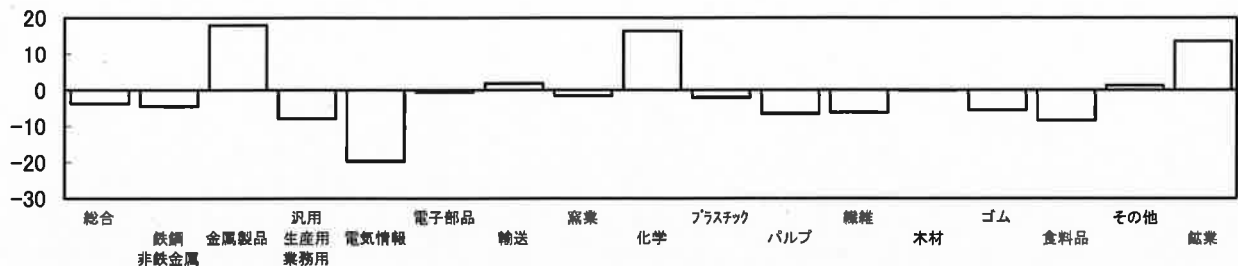 20
10
0
-10
-20
-30
総合
鉄鋼
非鉄金属
金属製品
汎用
生産用
業務用
電気情報
電子部品
輸送
窯業
化学
プラスチック
パルプ
繊維
木材
ゴム
食料品
その他
鉱業